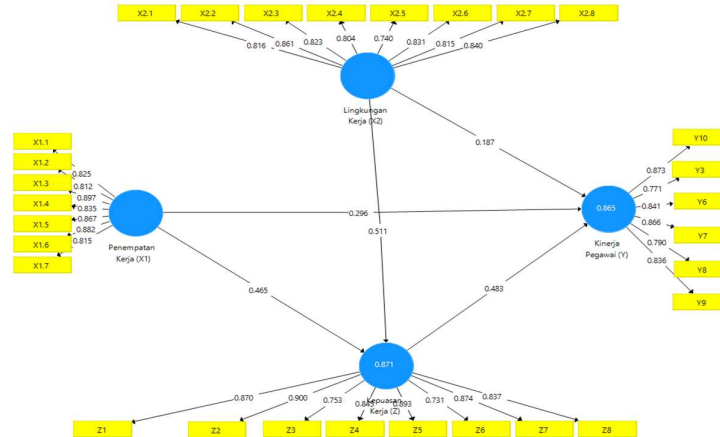 X2.1 X2.2 X2.3 X2.4 X2.5 X2.6 X2.7 X2.8
0.816 0.861 0.823 0.804 0.740 0.831 0.815 0.840
Lingkungan
Kerja (X2)
X1.1
X1.2
X1.3
X1.4
X1.5
X1.6
X1.7
0.825
0.812
0.897
0.835
0.867
0.882
0.815
Penempatan
Kerja (X1)
0.187
0.296
0.511
0.465
0.483
0.865
Kinerja
Pegawai (Y)
0.873
0.771
0.841
0.866
0.790
0.836
Y10
Y3
Y6
Y7
Y8
Y9
0.871
Kepuasan
Kerja (Z)
0.870 0.900 0.753 0.845 0.893 0.731 0.874 0.837
Z1 Z2 Z3 Z4 Z5 Z6 Z7 Z8